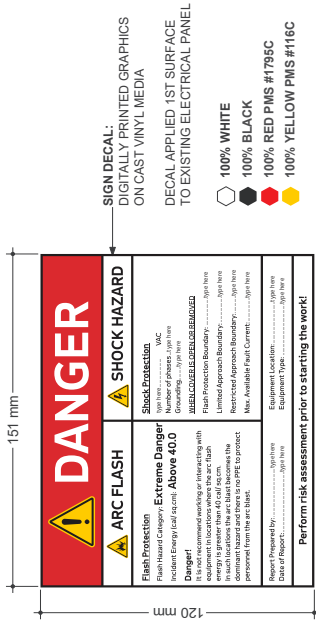 151 mm
120 mm
DANGER
ARC FLASH
SHOCK HAZARD
Flash Protection
Flash Hazard Category: Extreme Danger
Incident Energy (cal/ sq.cm): Above 40.0
Danger!
It is not recommended working or interacting with
equipment in locations where the arc flash
energy is greater than 40 cal/ sq.cm.
In such locations the arc blast becomes the
dominant hazard and there is no PPE to protect
personnel from the arc blast.
Shock Protection
type here............ VAC
Number of phases...type here
Grounding......type here
WHEN COVER IS OPEN OR REMOVED
Flash Protection Boundary:............type here
Limited Approach Boundary:..........type here
Restricted Approach Boundary:......type here
Max. Available Fault Current:.........type here
Report Prepared by:....................type here
Date of Report:...........................type here
Equipment Location:....................type here
Equipment Type:..........................type here
Perform risk assessment prior to starting the work!
SIGN DECAL:
DIGITALLY PRINTED GRAPHICS
ON CAST VINYL MEDIA
DECAL APPLIED 1ST SURFACE
TO EXISTING ELECTRICAL PANEL
100% WHITE
100% BLACK
100% RED PMS #1795C
100% YELLOW PMS #116C